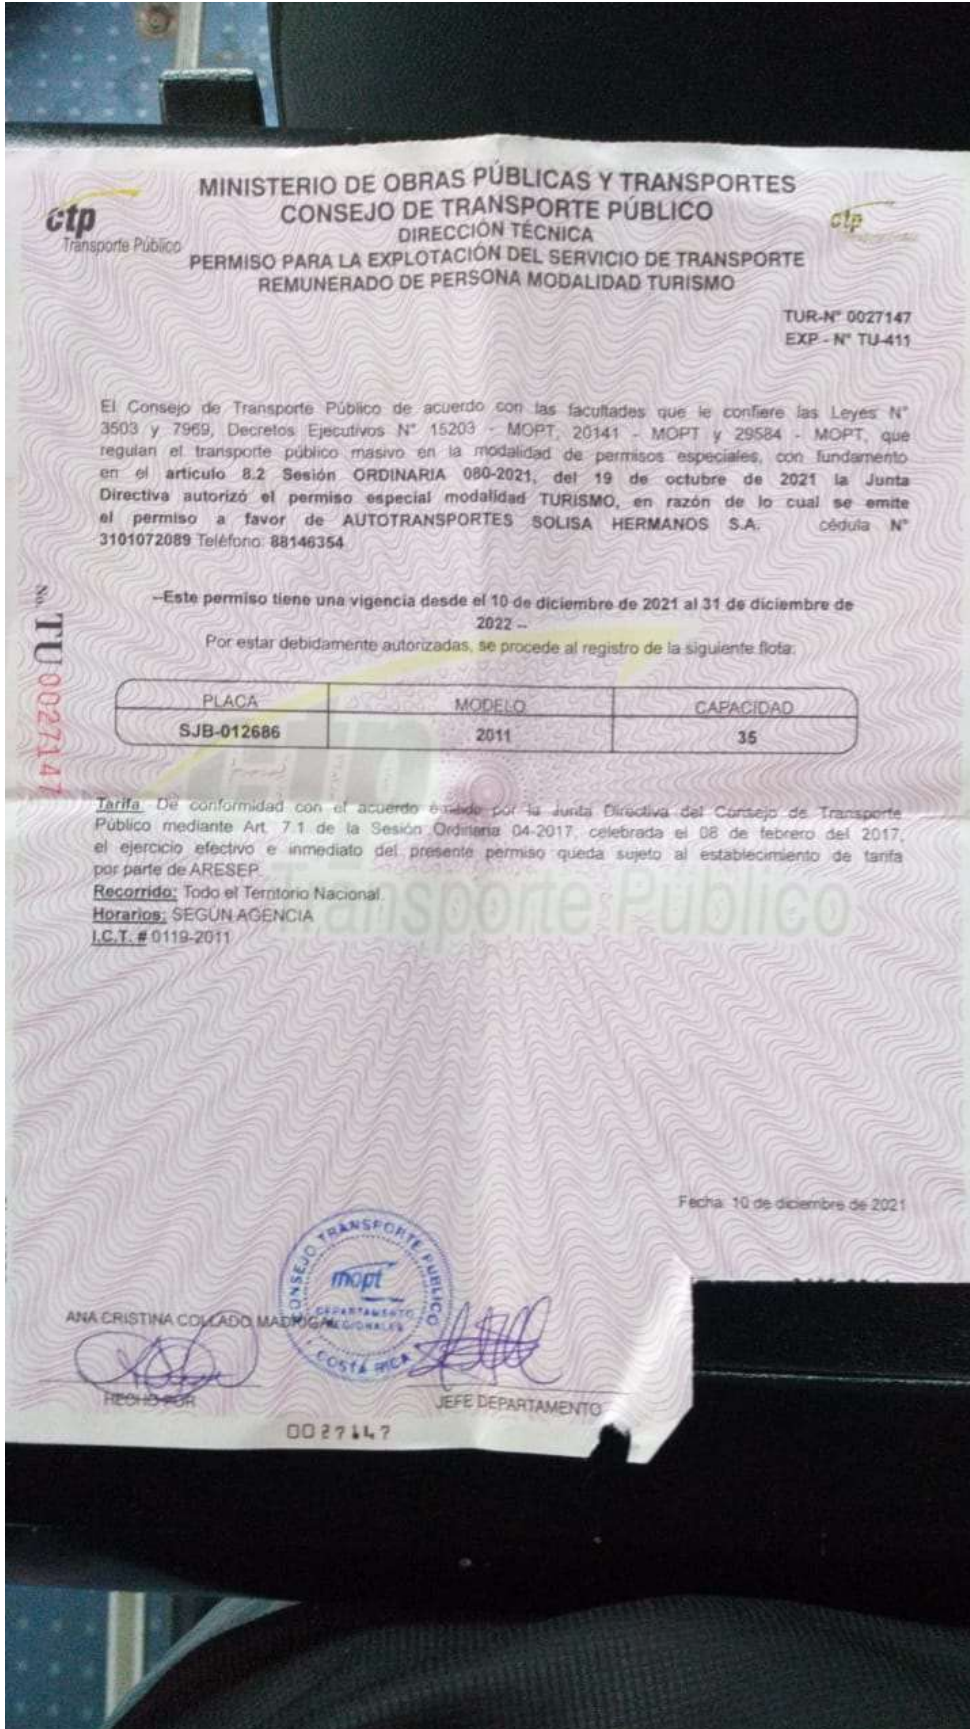 MINISTERIO DE OBRAS PÚBLICAS Y TRANSPORTES
CONSEJO DE TRANSPORTE PÚBLICO
DIRECCIÓN TÉCNICA
PERMISO PARA LA EXPLOTACIÓN DEL SERVICIO DE TRANSPORTE
REMUNERADO DE PERSONA MODALIDAD TURISMO
ctp
Transporte Público
ctp
TUR-N° 0027147
EXP - N° TU-411
El Consejo de Transporte Público de acuerdo con las facultades que le confiere las Leyes N°
3503 y 7969, Decretos Ejecutivos N° 15203 - MOPT, 20141 - MOPT y 29584 - MOPT, que
regulan el transporte público masivo en la modalidad de permisos especiales, con fundamento
en el articulo 8.2 Sesión ORDINARIA 080-2021, del 19 de octubre de 2021 la Junta
Directiva autorizó el permiso especial modalidad TURISMO, en razón de lo cual se emite
el permiso a favor de AUTOTRANSPORTES SOLISA HERMANOS S.A. cédula N°
3101072089 Teléfono: 88146354
No. TU0027147
--Este permiso tiene una vigencia desde el 10 de diciembre de 2021 al 31 de diciembre de
2022 --
Por estar debidamente autorizadas, se procede al registro de la siguiente flota:
PLACA MODELO CAPACIDAD
SJB-012686 2011 35
Tarifa: De conformidad con el acuerdo emitido por la Junta Directiva del Consejo de Transporte
Público mediante Art. 7.1 de la Sesión Ordinaria 04-2017, celebrada el 08 de febrero del 2017,
el ejercicio efectivo e inmediato del presente permiso queda sujeto al establecimiento de tarifa
por parte de ARESEP.
Recorrido: Todo el Territorio Nacional.
Horarios: SEGÚN AGENCIA
I.C.T. # 0119-2011
Transporte Público
Fecha: 10 de diciembre de 2021
CONSEJO TRANSPORTE PUBLICO
mopt
DEPARTAMENTO
REGIONALES
COSTA RICA
ANA CRISTINA COLLADO MADRIGAL
HECHO POR
JEFE DEPARTAMENTO
0027147